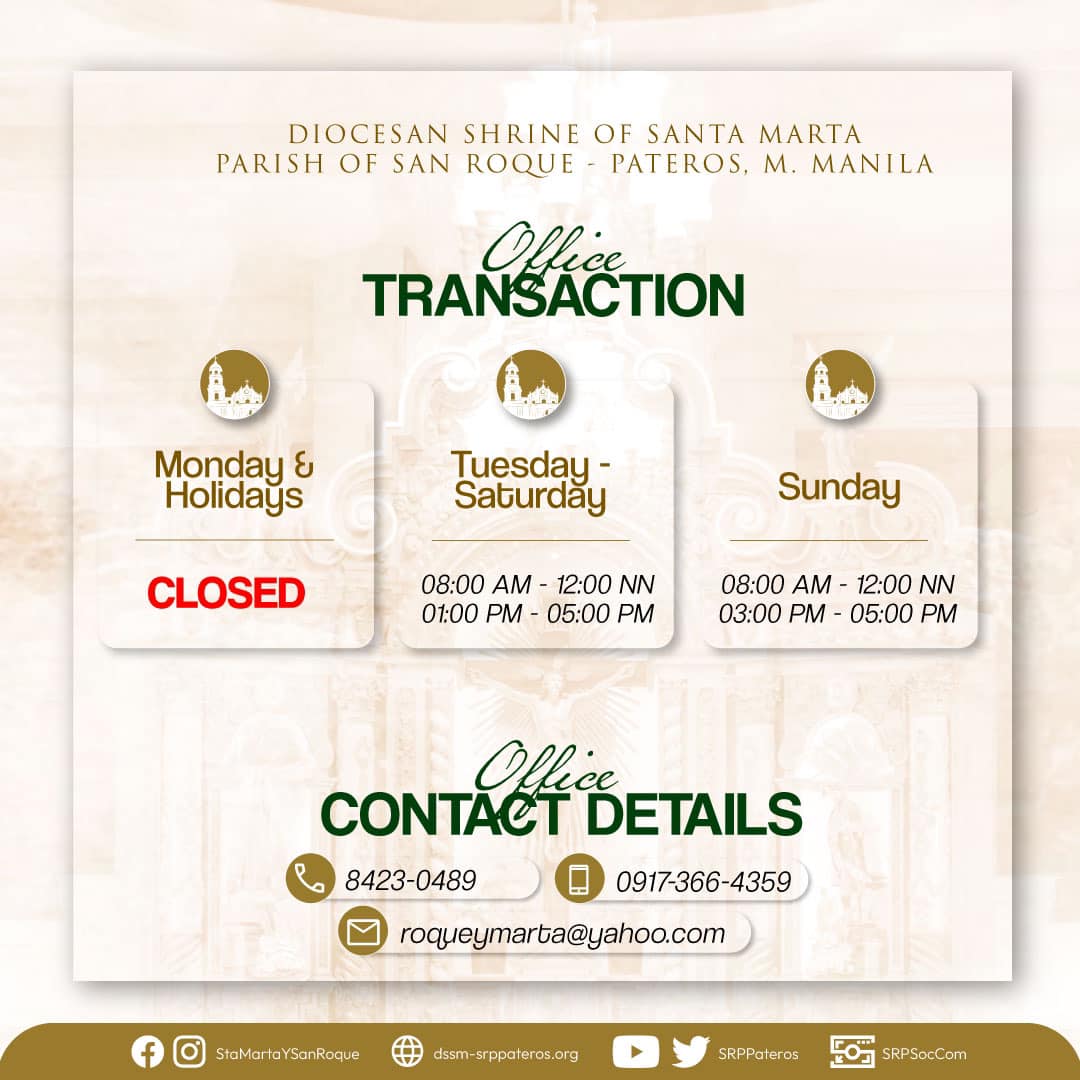 DIOCESAN SHRINE OF SANTA MARTA
PARISH OF SAN ROQUE - PATEROS, M. MANILA
Office
TRANSACTION
Monday &
Holidays
CLOSED
Tuesday -
Saturday
08:00 AM - 12:00 NN
01:00 PM - 05:00 PM
Sunday
08:00 AM - 12:00 NN
03:00 PM - 05:00 PM
Office
CONTACT DETAILS
8423-0489
0917-366-4359
roqueymarta@yahoo.com
StaMartaYSanRoque
dssm-srppateros.org
SRPPateros
SRPSocCom